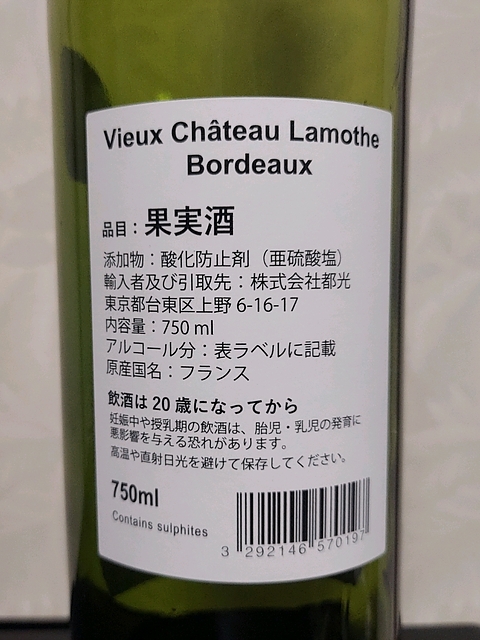 Vieux Château Lamothe
Bordeaux
品目：果実酒
添加物：酸化防止剤（亜硫酸塩）
輸入者及び引取先：株式会社都光
東京都台東区上野 6-16-17
内容量：750 ml
アルコール分：表ラベルに記載
原産国名：フランス
飲酒は 20 歳になってから
妊娠中や授乳期の飲酒は、胎児・乳児の発育に
悪影響を与える恐れがあります。
高温や直射日光を避けて保存してください。
750ml
Contains sulphites
3 292146 570197